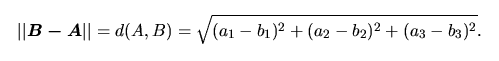 ||B − A|| = d(A, B) = √(a₁ − b₁)² + (a₂ − b₂)² + (a₃ − b₃)².